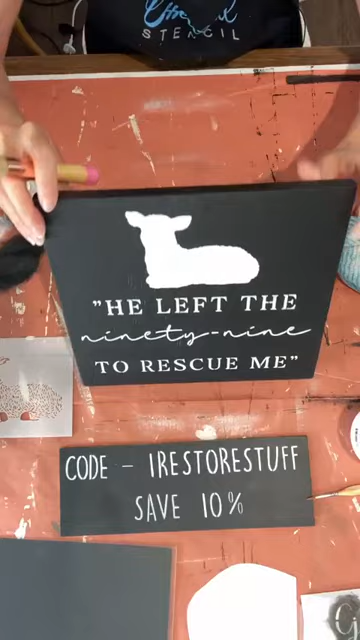 STENCIL
"HE LEFT THE
ninety-nine
TO RESCUE ME"
CODE - IRESTORESTUFF
SAVE 10%